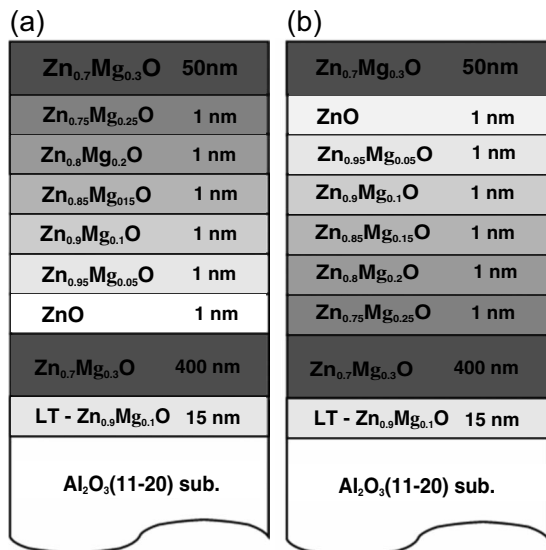 (a)
Zn₀.₇Mg₀.₃O 50nm
Zn₀.₇₅Mg₀.₂₅O 1 nm
Zn₀.₈Mg₀.₂O 1 nm
Zn₀.₈₅Mg₀₁₅O 1 nm
Zn₀.₉Mg₀.₁O 1 nm
Zn₀.₉₅Mg₀.₀₅O 1 nm
ZnO 1 nm
Zn₀.₇Mg₀.₃O 400 nm
LT - Zn₀.₉Mg₀.₁O 15 nm
Al₂O₃(11-20) sub.
(b)
Zn₀.₇Mg₀.₃O 50nm
ZnO 1 nm
Zn₀.₉₅Mg₀.₀₅O 1 nm
Zn₀.₉Mg₀.₁O 1 nm
Zn₀.₈₅Mg₀.₁₅O 1 nm
Zn₀.₈Mg₀.₂O 1 nm
Zn₀.₇₅Mg₀.₂₅O 1 nm
Zn₀.₇Mg₀.₃O 400 nm
LT - Zn₀.₉Mg₀.₁O 15 nm
Al₂O₃(11-20) sub.